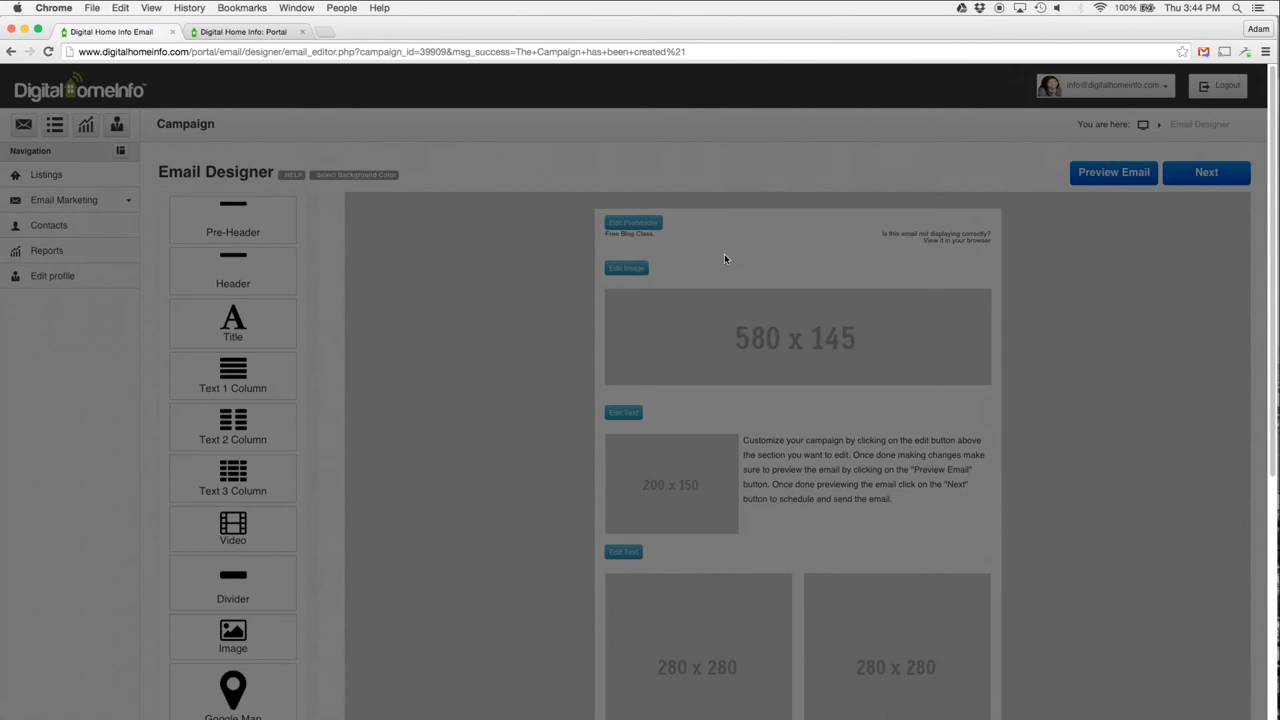 Chrome File Edit View History Bookmarks Window People Help 100% Thu 3:44 PM
Digital Home Info Email Digital Home Info: Portal Adam
www.digitalhomeinfo.com/portal/email/designer/email_editor.php?campaign_id=39909&msg_success=The+Campaign+has+been+created%21
DigitalHomeInfo info@digitalhomeinfo.com Logout
Campaign You are here: Email Designer
Navigation
Listings
Email Marketing
Contacts
Reports
Edit profile
Email Designer HELP Select Background Color Preview Email Next
Pre-Header
Header
Title
Text 1 Column
Text 2 Column
Text 3 Column
Video
Divider
Image
Google Map
Edit Preheader
Free Blog Class. Is this email not displaying correctly?
View it in your browser
Edit Image
580 x 145
Edit Text
200 x 150
Customize your campaign by clicking on the edit button above
the section you want to edit. Once done making changes make
sure to preview the email by clicking on the "Preview Email"
button. Once done previewing the email click on the "Next"
button to schedule and send the email.
Edit Text
280 x 280 280 x 280